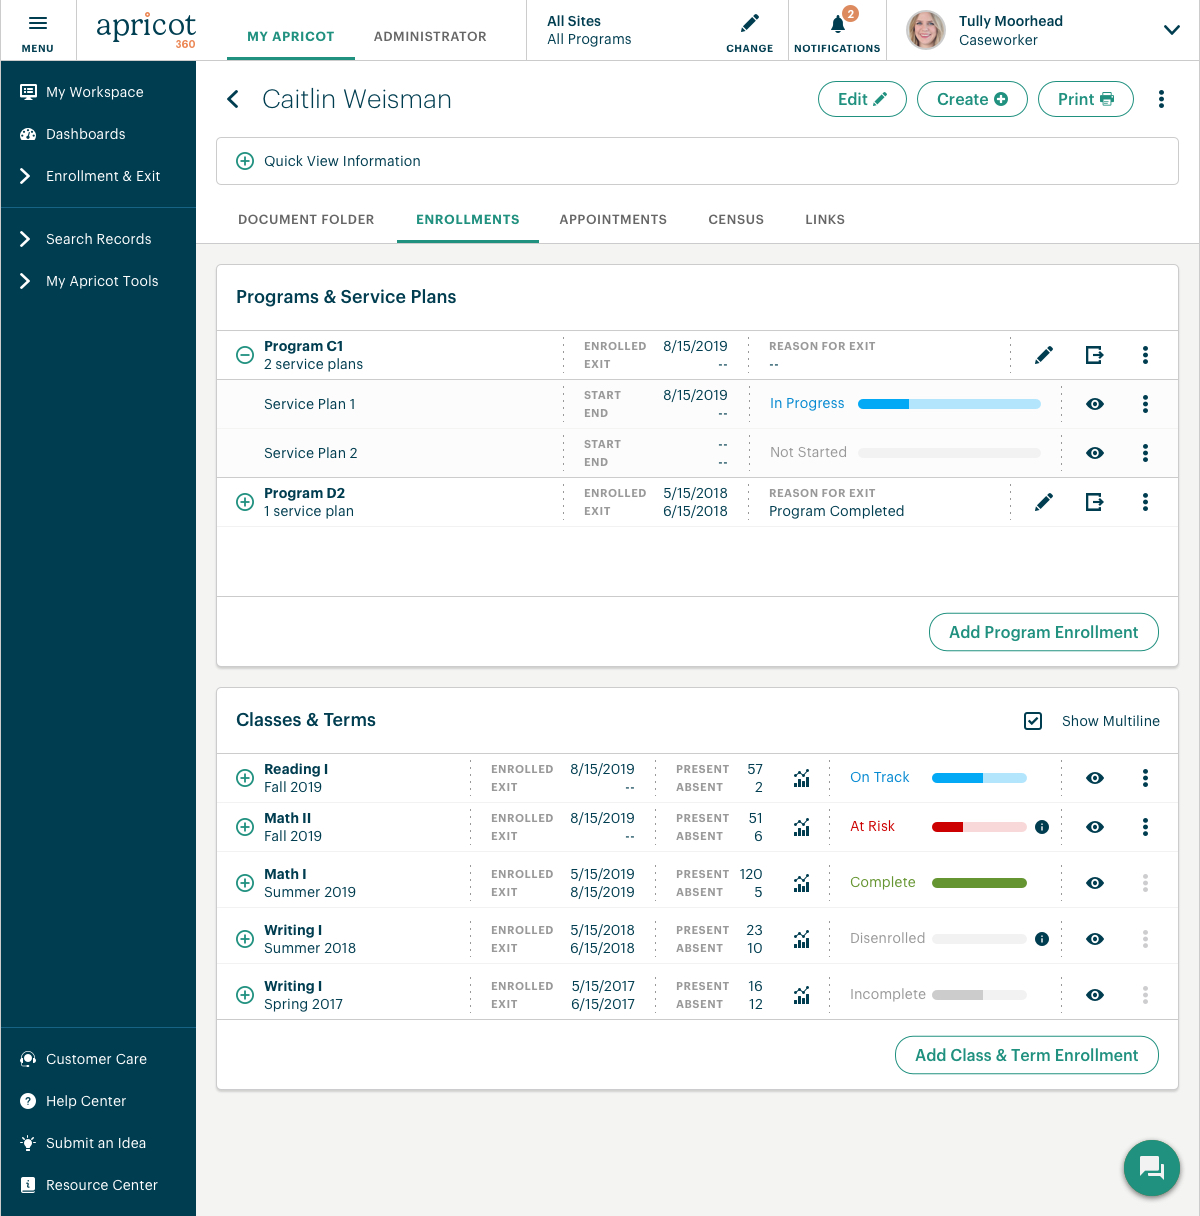 MENU
apricot
360
MY APRICOT
ADMINISTRATOR
All Sites
All Programs
CHANGE
2
NOTIFICATIONS
Tully Moorhead
Caseworker
My Workspace
Dashboards
Enrollment & Exit
Search Records
My Apricot Tools
Customer Care
Help Center
Submit an Idea
Resource Center
Caitlin Weisman
Edit
Create
Print
Quick View Information
DOCUMENT FOLDER ENROLLMENTS APPOINTMENTS CENSUS LINKS
Programs & Service Plans
Program C1 ENROLLED 8/15/2019 REASON FOR EXIT
2 service plans EXIT -- --
Service Plan 1 START 8/15/2019 In Progress
END --
Service Plan 2 START -- Not Started
END --
Program D2 ENROLLED 5/15/2018 REASON FOR EXIT
1 service plan EXIT 6/15/2018 Program Completed
Add Program Enrollment
Classes & Terms
Show Multiline
Reading I ENROLLED 8/15/2019 PRESENT 57 On Track
Fall 2019 EXIT -- ABSENT 2
Math II ENROLLED 8/15/2019 PRESENT 51 At Risk
Fall 2019 EXIT -- ABSENT 6
Math I ENROLLED 5/15/2019 PRESENT 120 Complete
Summer 2019 EXIT 8/15/2019 ABSENT 5
Writing I ENROLLED 5/15/2018 PRESENT 23 Disenrolled
Summer 2018 EXIT 6/15/2018 ABSENT 10
Writing I ENROLLED 5/15/2017 PRESENT 16 Incomplete
Spring 2017 EXIT 6/15/2017 ABSENT 12
Add Class & Term Enrollment